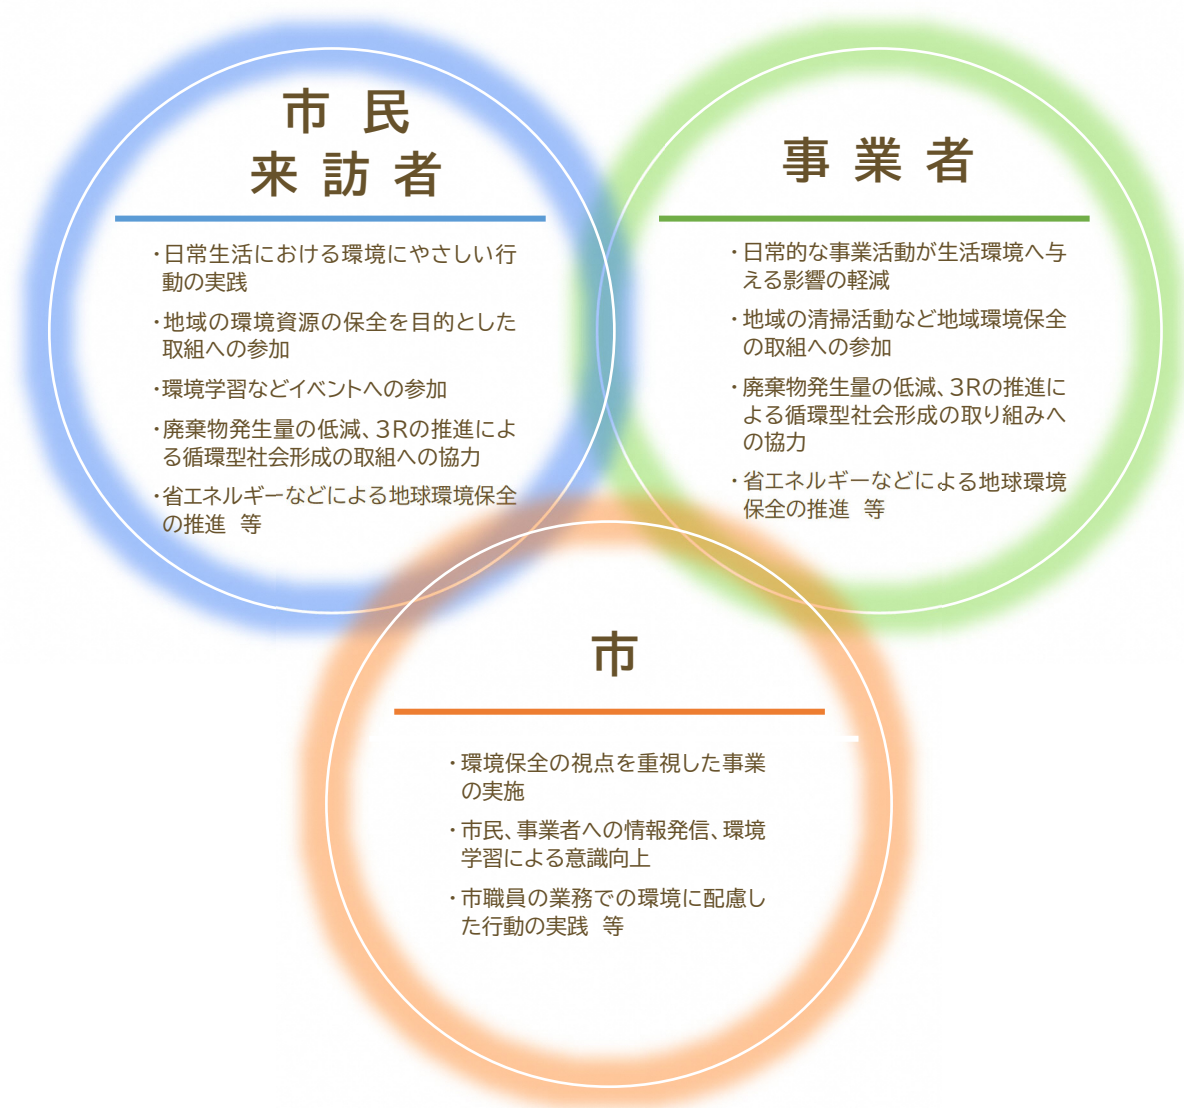 市 民
来 訪 者
・日常生活における環境にやさしい行
動の実践
・地域の環境資源の保全を目的とした
取組への参加
・環境学習などイベントへの参加
・廃棄物発生量の低減、3Rの推進によ
る循環型社会形成の取組への協力
・省エネルギーなどによる地球環境保全
の推進 等
事 業 者
・日常的な事業活動が生活環境へ与
える影響の軽減
・地域の清掃活動など地域環境保全
の取組への参加
・廃棄物発生量の低減、3Rの推進に
よる循環型社会形成の取り組みへ
の協力
・省エネルギーなどによる地球環境
保全の推進 等
市
・環境保全の視点を重視した事業
の実施
・市民、事業者への情報発信、環境
学習による意識向上
・市職員の業務での環境に配慮し
た行動の実践 等